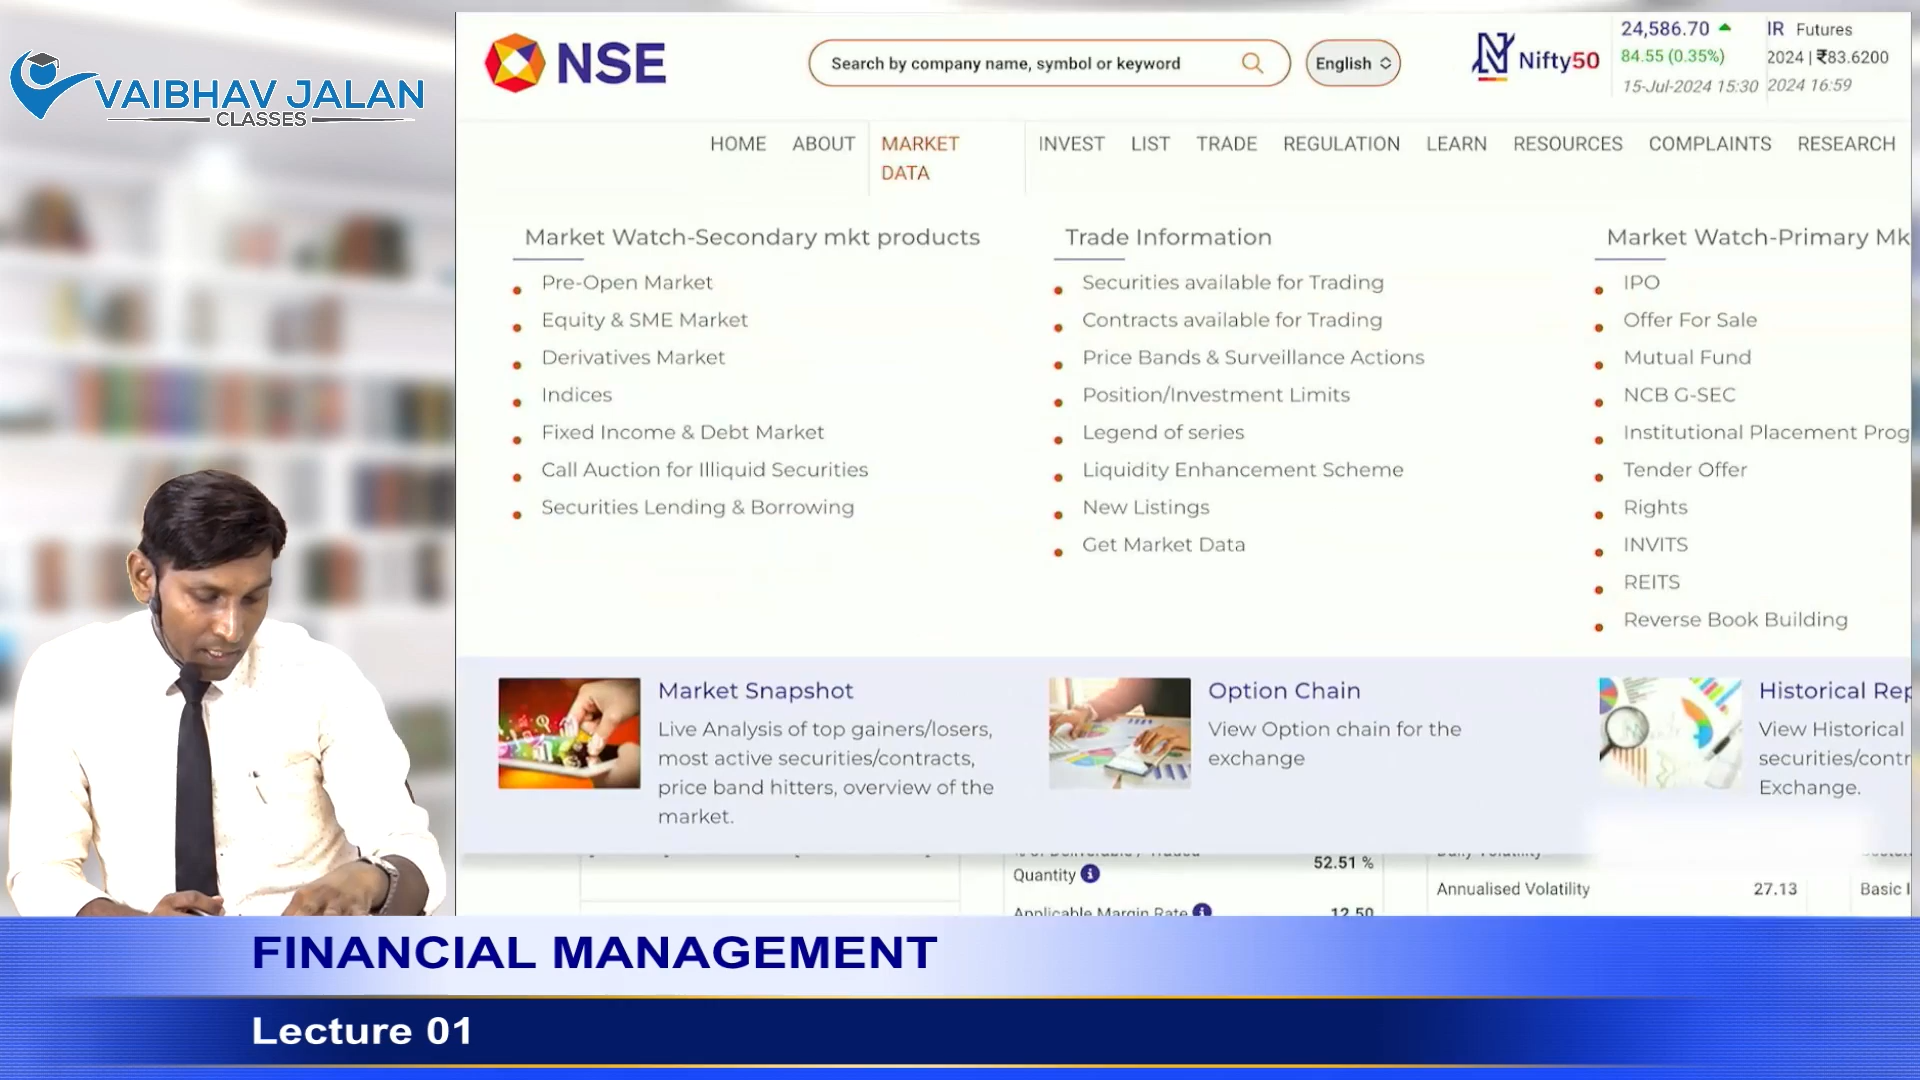 VAIBHAV JALAN
CLASSES
NSE
Search by company name, symbol or keyword
English
Nifty50
24,586.70
84.55 (0.35%)
15-Jul-2024 15:30
IR Futures
2024 | ₹83.6200
2024 16:59
HOME ABOUT MARKET DATA INVEST LIST TRADE REGULATION LEARN RESOURCES COMPLAINTS RESEARCH
Market Watch-Secondary mkt products
Pre-Open Market
Equity & SME Market
Derivatives Market
Indices
Fixed Income & Debt Market
Call Auction for Illiquid Securities
Securities Lending & Borrowing
Trade Information
Securities available for Trading
Contracts available for Trading
Price Bands & Surveillance Actions
Position/Investment Limits
Legend of series
Liquidity Enhancement Scheme
New Listings
Get Market Data
Market Watch-Primary Mk
IPO
Offer For Sale
Mutual Fund
NCB G-SEC
Institutional Placement Prog
Tender Offer
Rights
INVITS
REITS
Reverse Book Building
Market Snapshot
Live Analysis of top gainers/losers,
most active securities/contracts,
price band hitters, overview of the
market.
Option Chain
View Option chain for the
exchange
Historical Rep
View Historical
securities/contr
Exchange.
Quantity 52.51 %
Applicable Margin Rate 12.50
Annualised Volatility 27.13
Basic I
FINANCIAL MANAGEMENT
Lecture 01